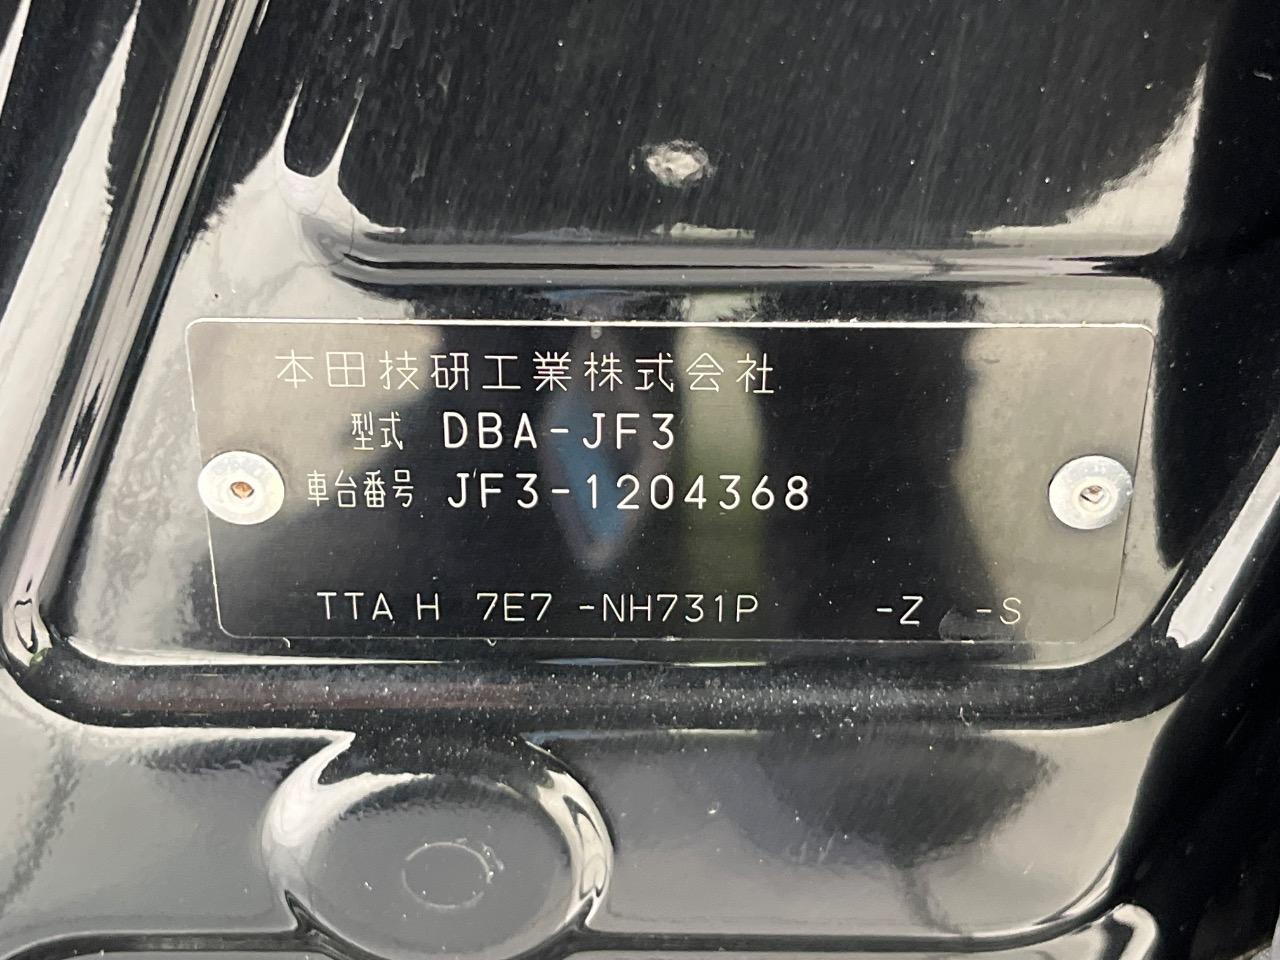 本田技研工業株式会社
型式 DBA-JF3
車台番号 JF3-1204368
TTA H 7E7 -NH731P -Z -S